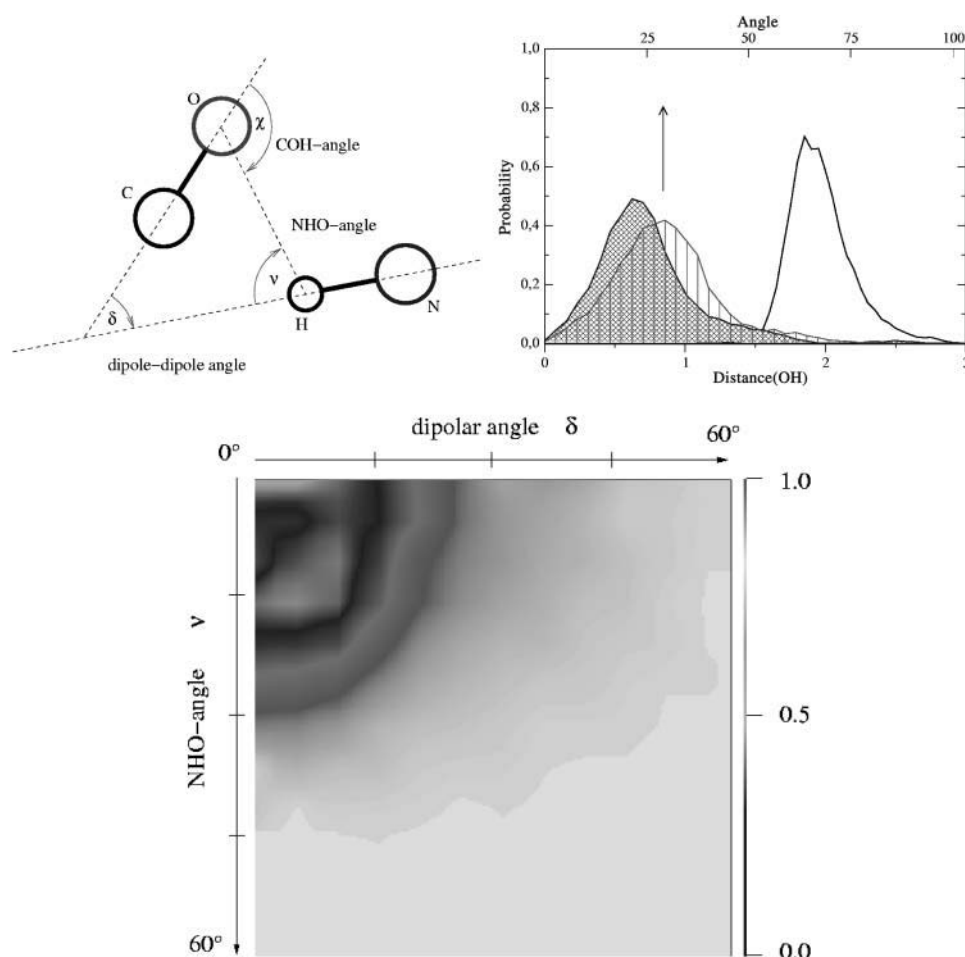 O
χ
COH−angle
C
NHO−angle
ν
δ
H
N
dipole−dipole angle
Angle
25 50 75 100
1,0
0,8
0,6
0,4
0,2
0,0
Probability
0 1 2 3
Distance(OH)
dipolar angle δ
0° 60°
NHO−angle ν
60°
1.0
0.5
0.0